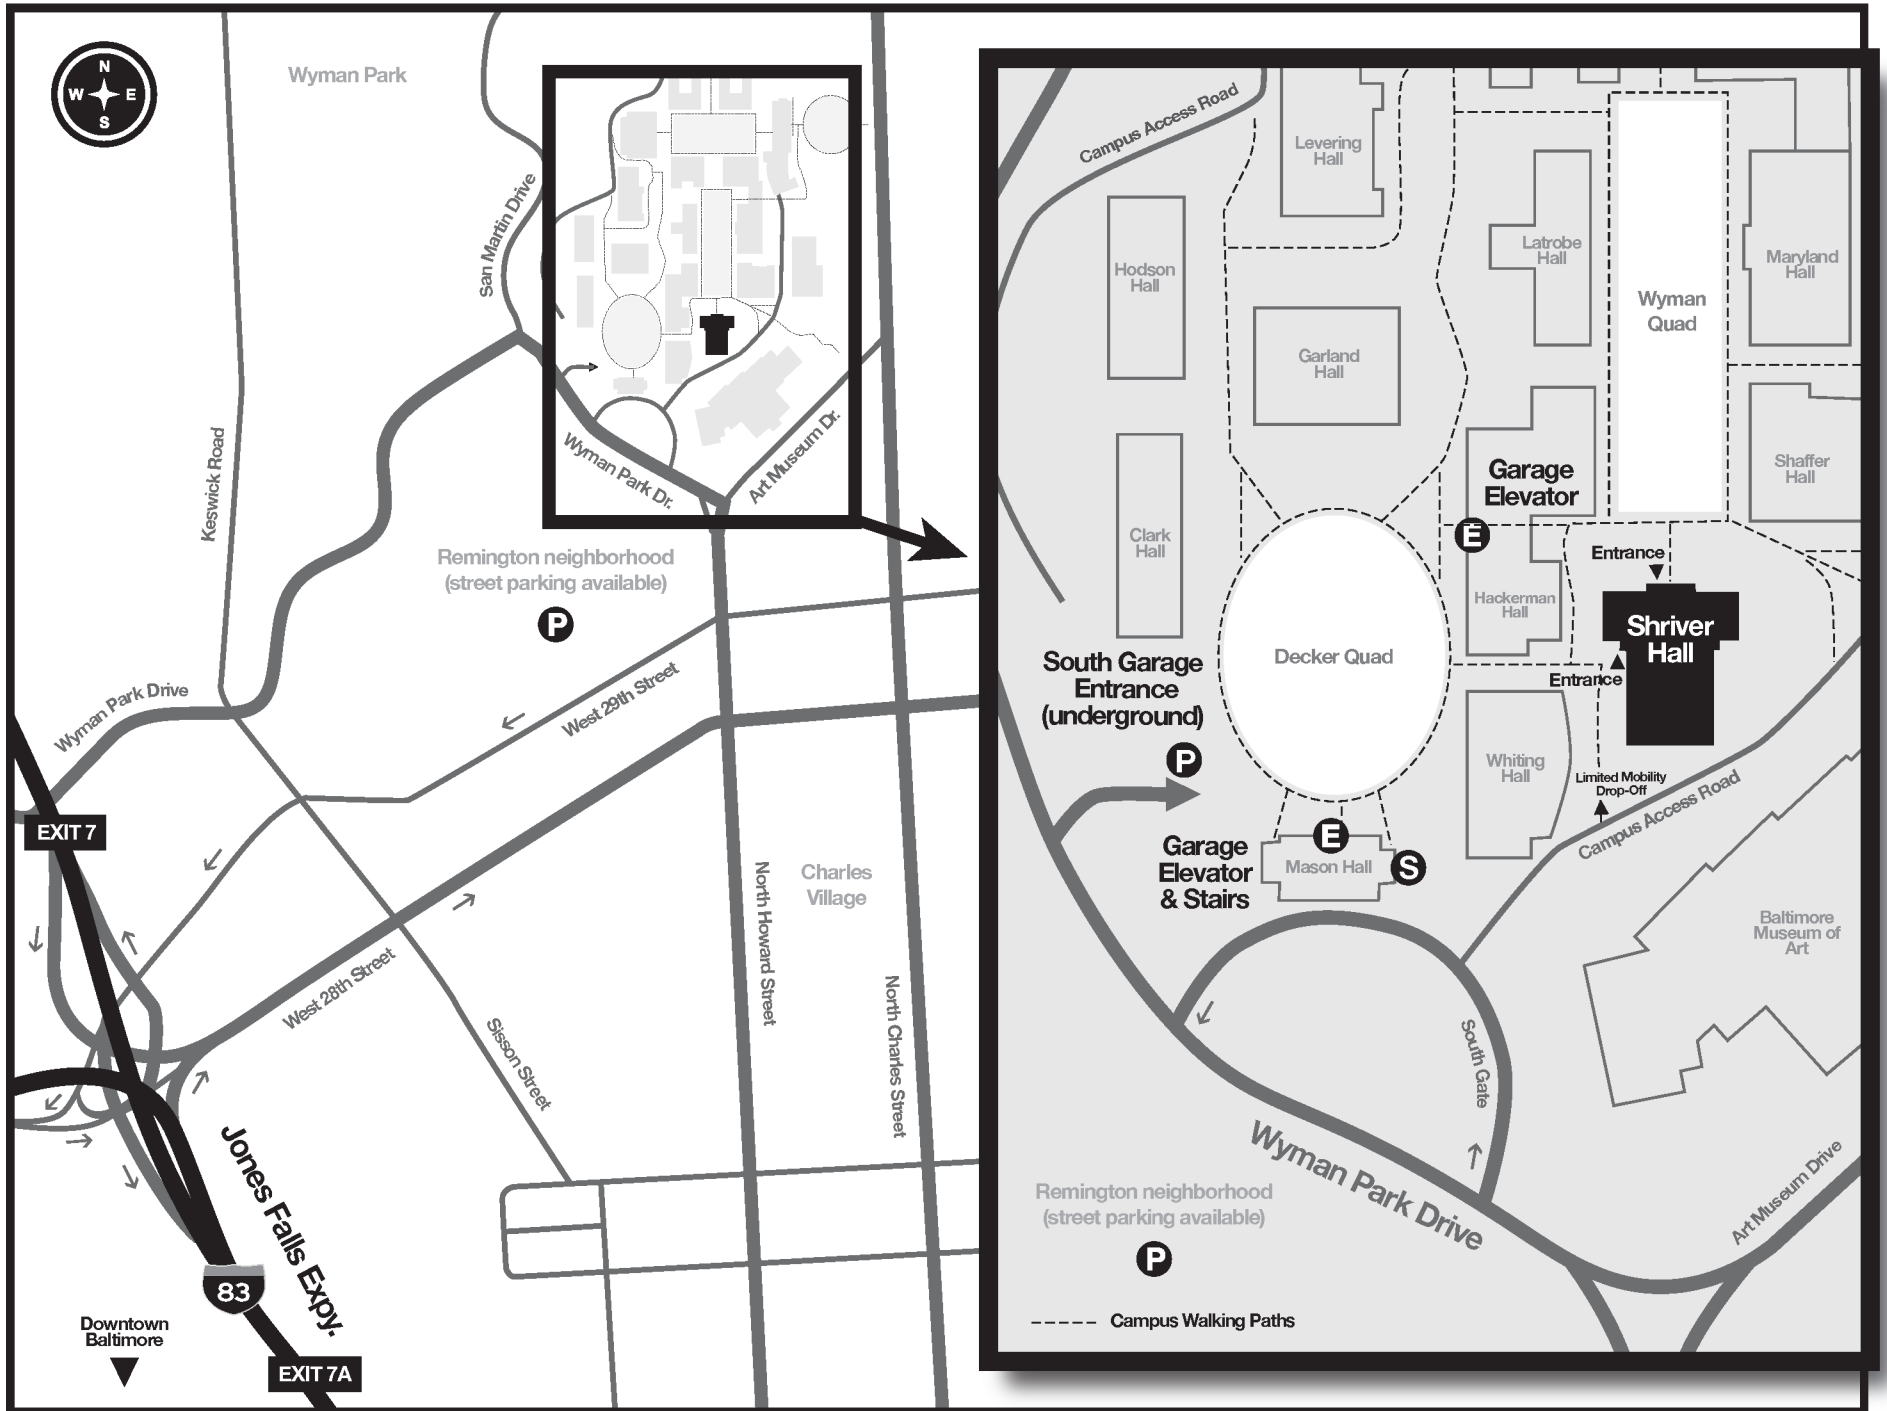 N
W E
S
Wyman Park
San Martin Drive
Keswick Road
Wyman Park Dr.
Art Museum Dr.
Remington neighborhood
(street parking available)
P
Wyman Park Drive
West 29th Street
EXIT 7
Charles
Village
North Howard Street
West 28th Street
North Charles Street
Sisson Street
Jones Falls Expy.
83
Downtown
Baltimore
EXIT 7A
Campus Access Road
Levering
Hall
Hodson
Hall
Latrobe
Hall
Maryland
Hall
Wyman
Quad
Garland
Hall
Garage
Elevator
E
Shaffer
Hall
Clark
Hall
Entrance
Hackerman
Hall
Shriver
Hall
Decker Quad
South Garage
Entrance
(underground)
P
Entrance
Whiting
Hall
Limited Mobility
Drop-Off
Campus Access Road
Garage
Elevator
& Stairs
E
Mason Hall
S
Baltimore
Museum of
Art
South Gate
Wyman Park Drive
Art Museum Drive
Remington neighborhood
(street parking available)
P
Campus Walking Paths